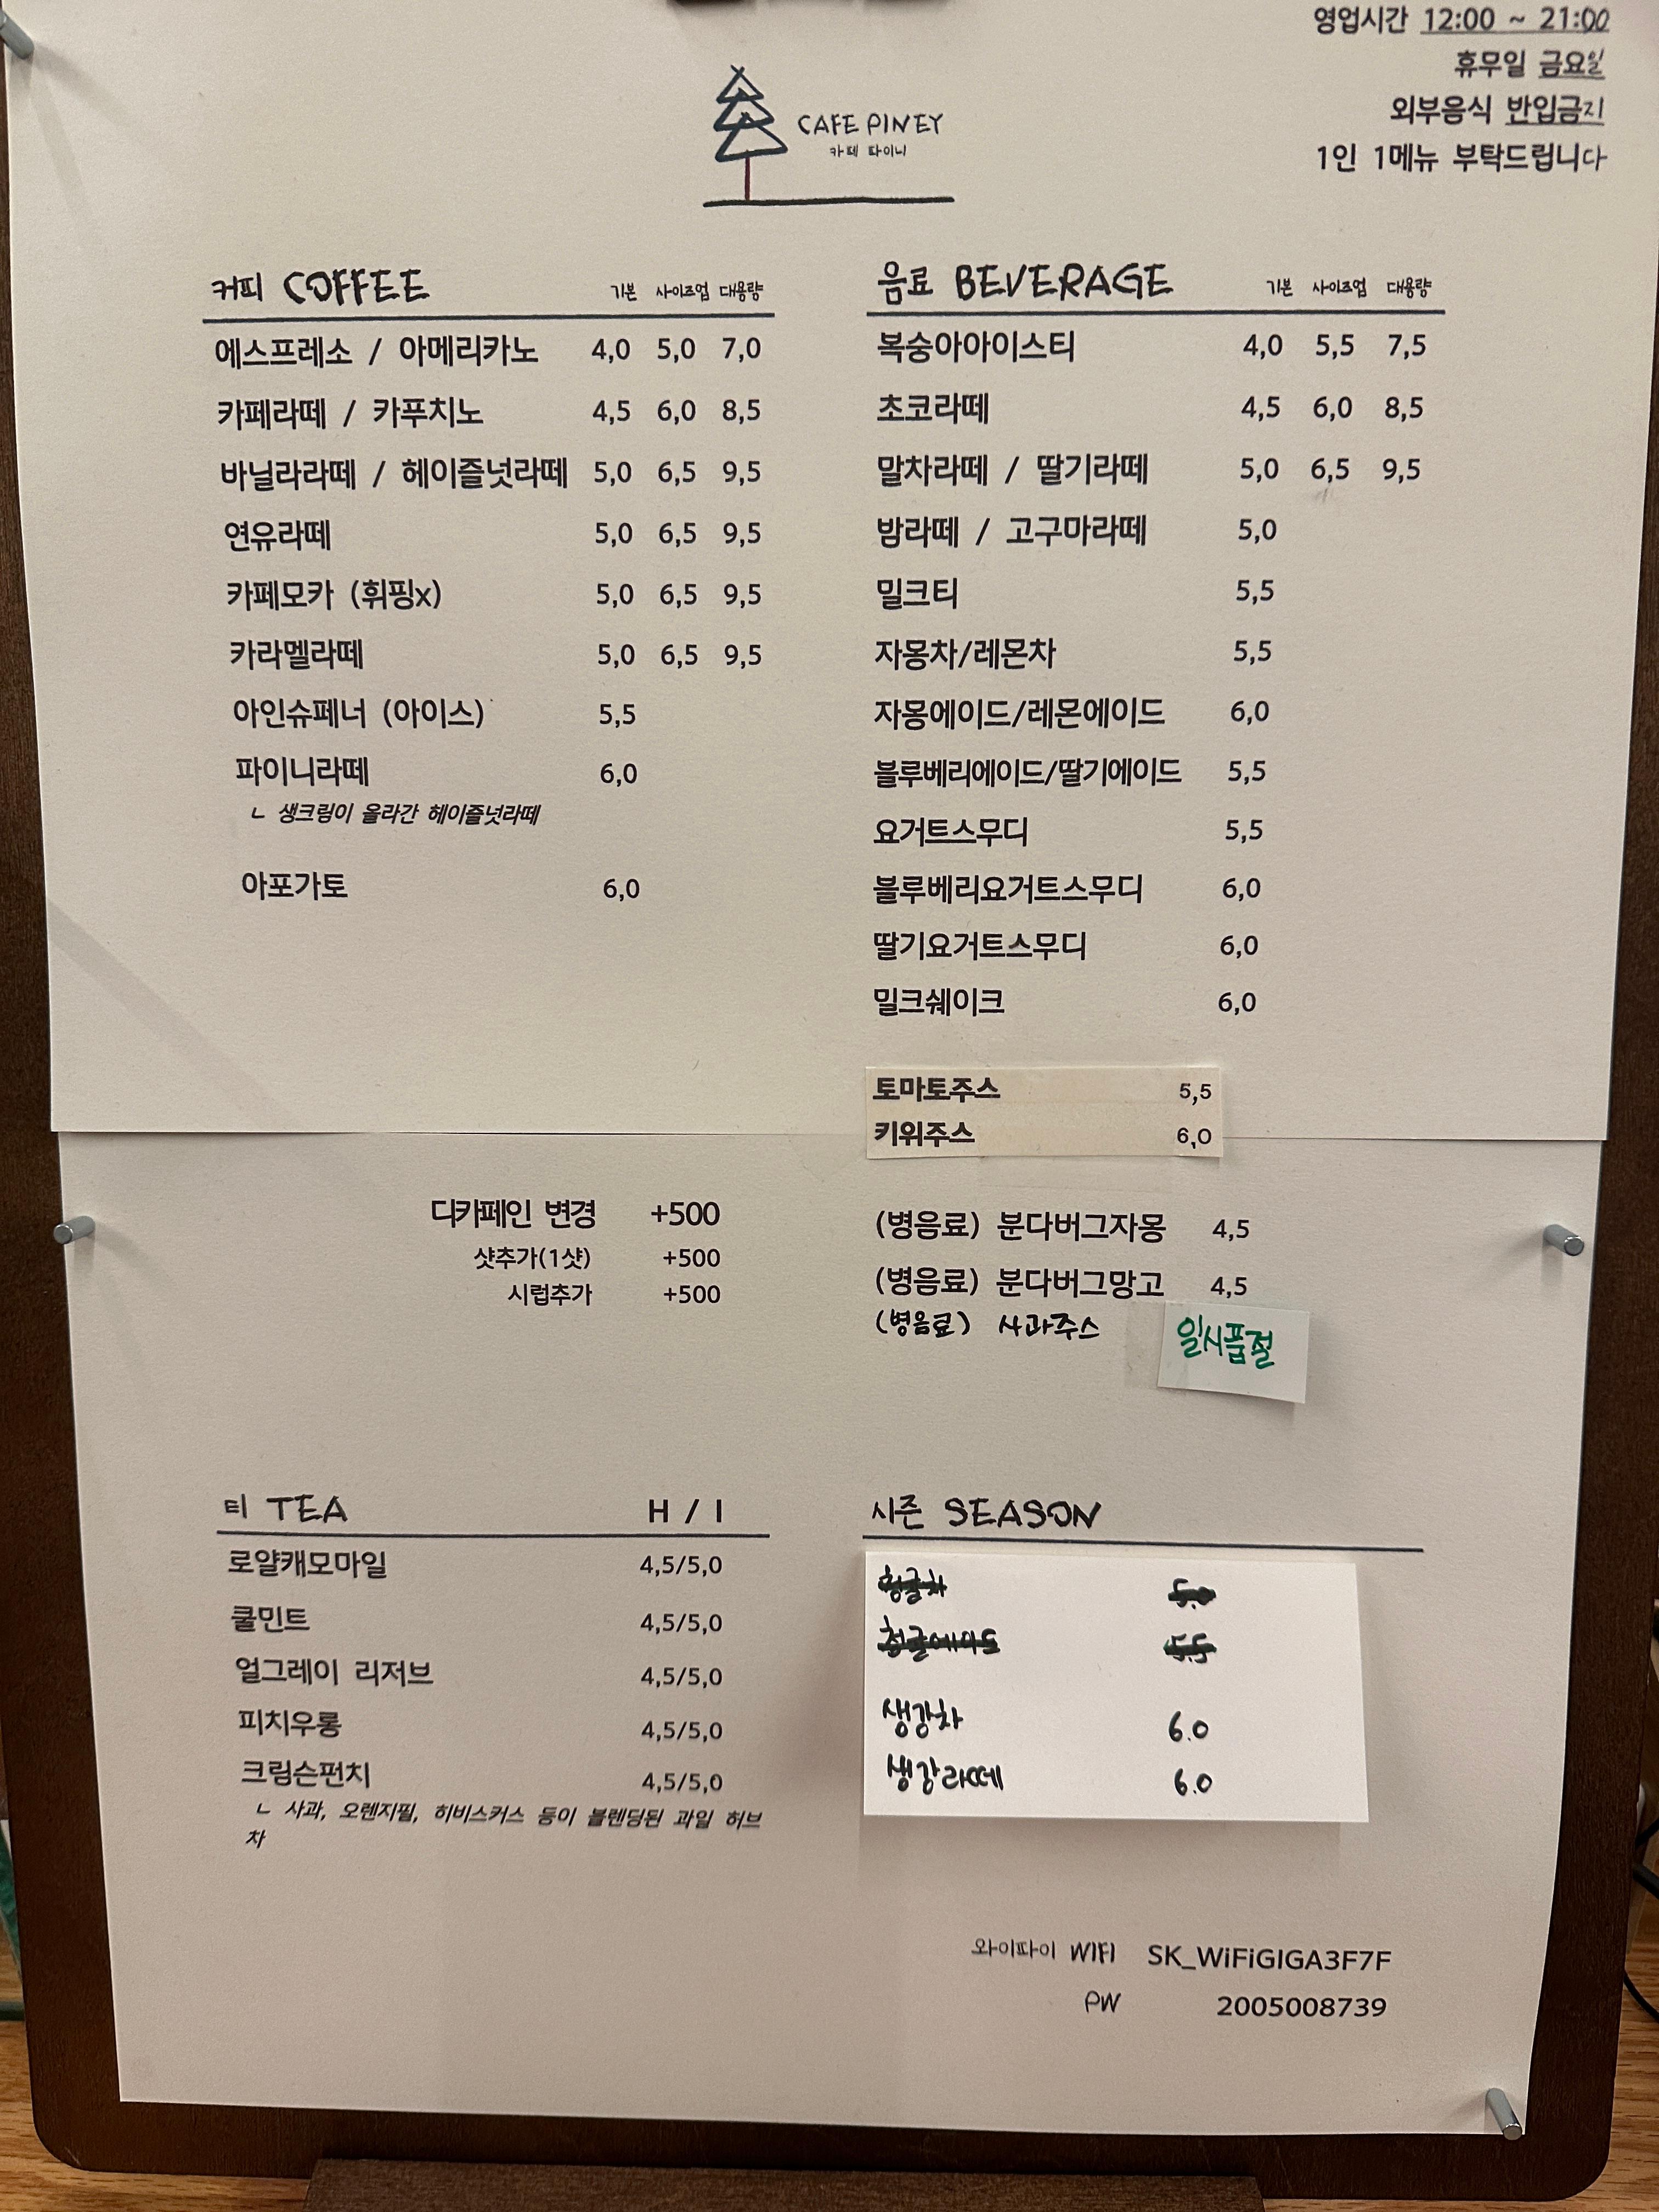 영업시간 12:00 ~ 21:00
휴무일 금요일
외부음식 반입금지
1인 1메뉴 부탁드립니다
CAFE PINEY
카페 파이니
커피 COFFEE 기본 사이즈업 대용량
에스프레소 / 아메리카노 4,0 5,0 7,0
카페라떼 / 카푸치노 4,5 6,0 8,5
바닐라라떼 / 헤이즐넛라떼 5,0 6,5 9,5
연유라떼 5,0 6,5 9,5
카페모카 (휘핑x) 5,0 6,5 9,5
카라멜라떼 5,0 6,5 9,5
아인슈페너 (아이스) 5,5
파이니라떼 6,0
ㄴ 생크림이 올라간 헤이즐넛라떼
아포가토 6,0
디카페인 변경 +500
샷추가(1샷) +500
시럽추가 +500
음료 BEVERAGE 기본 사이즈업 대용량
복숭아아이스티 4,0 5,5 7,5
초코라떼 4,5 6,0 8,5
말차라떼 / 딸기라떼 5,0 6,5 9,5
밤라떼 / 고구마라떼 5,0
밀크티 5,5
자몽차/레몬차 5,5
자몽에이드/레몬에이드 6,0
블루베리에이드/딸기에이드 5,5
요거트스무디 5,5
블루베리요거트스무디 6,0
딸기요거트스무디 6,0
밀크쉐이크 6,0
토마토주스 5,5
키위주스 6,0
(병음료) 분다버그자몽 4,5
(병음료) 분다버그망고 4,5
(병음료) 사과주스 일시품절
티 TEA H / I
로얄캐모마일 4,5/5,0
쿨민트 4,5/5,0
얼그레이 리저브 4,5/5,0
피치우롱 4,5/5,0
크림슨펀치 4,5/5,0
ㄴ 사과, 오렌지필, 히비스커스 등이 블렌딩된 과일 허브
차
시즌 SEASON
청귤차 5.0
청귤에이드 5.5
생강차 6.0
생강라떼 6.0
와이파이 WIFI SK_WiFiGIGA3F7F
PW 2005008739